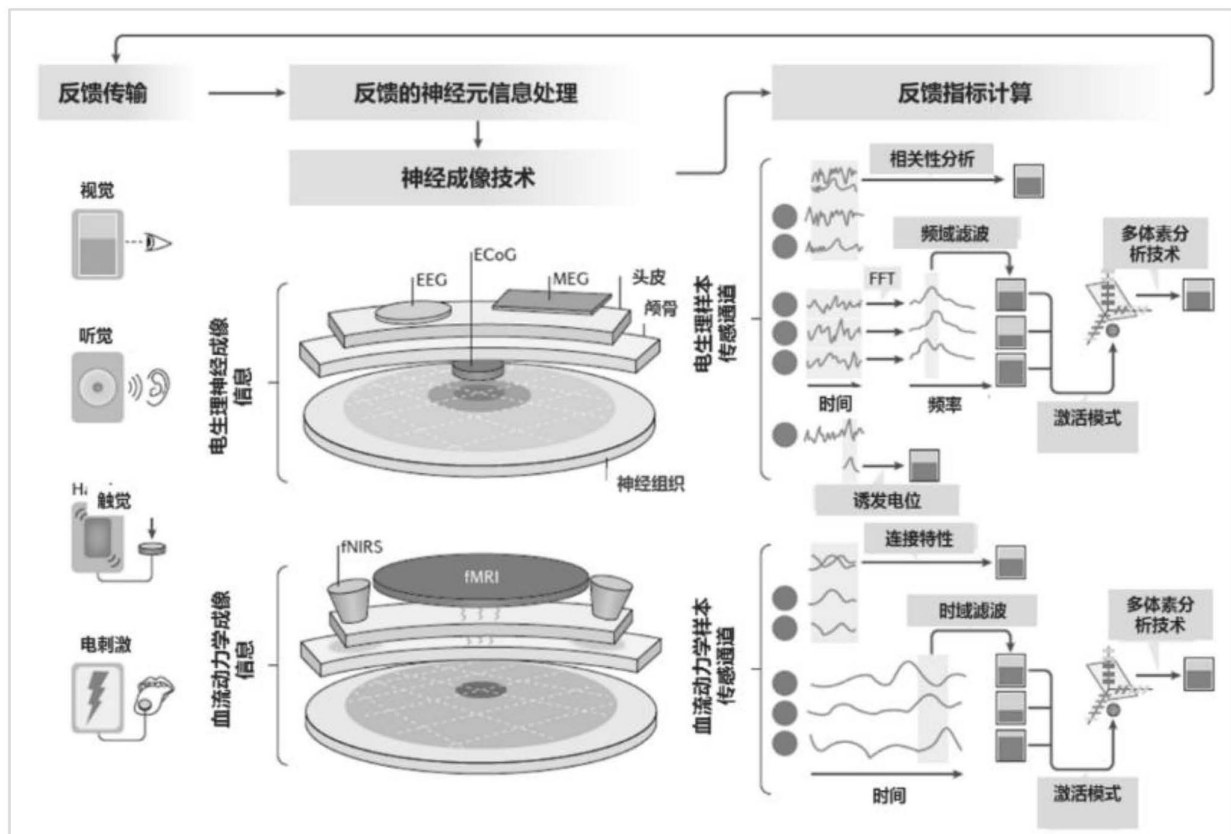 反馈传输
反馈的神经元信息处理
反馈指标计算
神经成像技术
视觉
听觉
触觉
电刺激
电生理神经成像
信息
EEG
ECoG
MEG
头皮
颅骨
神经组织
电生理样本
传感通道
相关性分析
频域滤波
FFT
多体素分
析技术
时间
频率
激活模式
诱发电位
血流动力学成像
信息
fNIRS
fMRI
血流动力学样本
传感通道
连接特性
时域滤波
多体素分
析技术
时间
激活模式